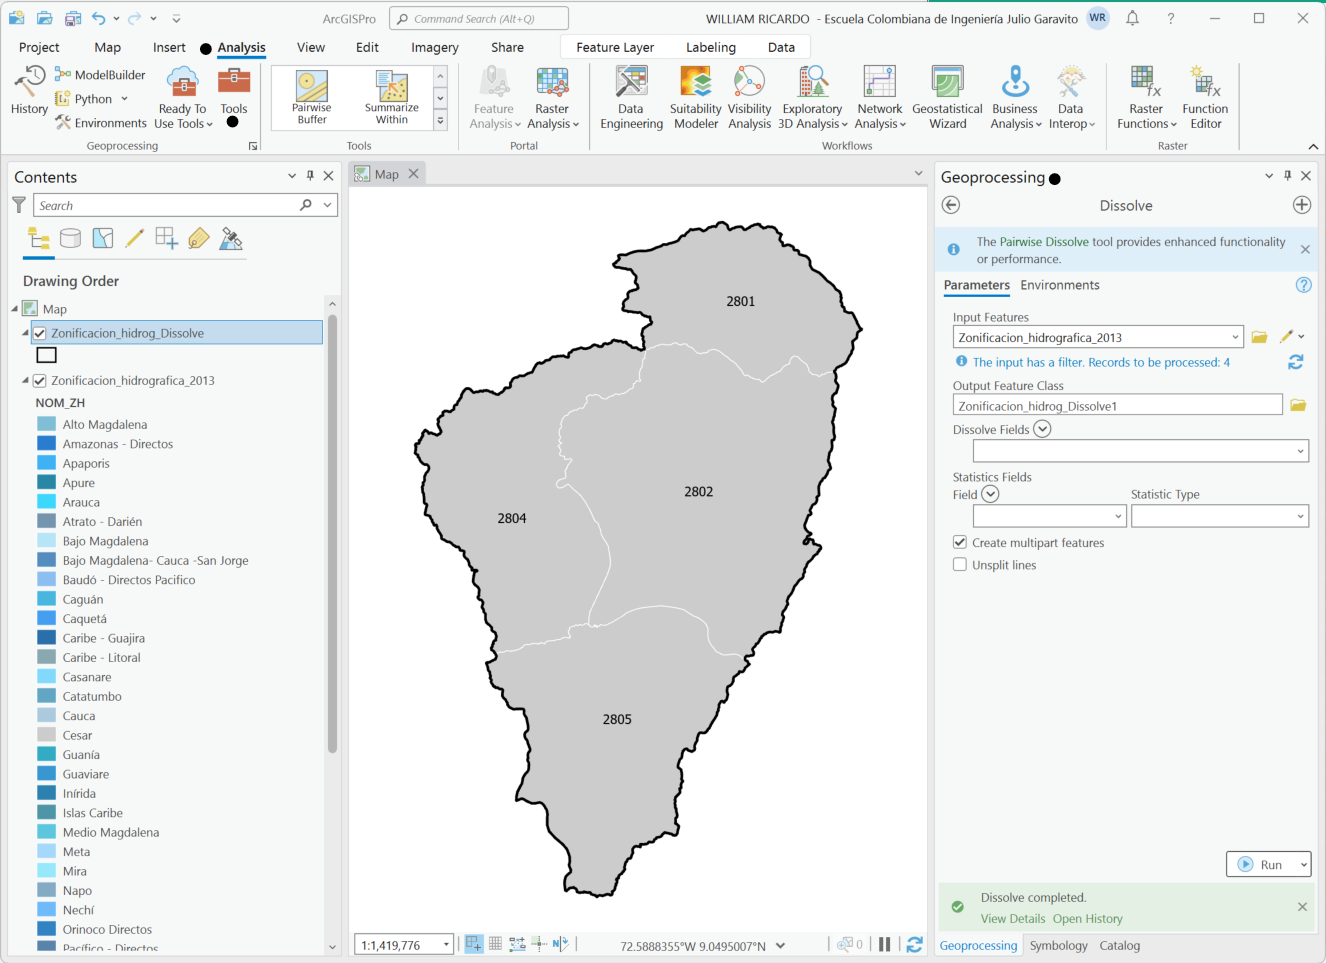 ArcGISPro
Command Search (Alt+Q)
WILLIAM RICARDO - Escuela Colombiana de Ingeniería Julio Garavito
WR
?
Project
Map
Insert
Analysis
View
Edit
Imagery
Share
Feature Layer
Labeling
Data
History
ModelBuilder
Python
Environments
Ready To
Use Tools
Tools
Geoprocessing
Pairwise
Buffer
Summarize
Within
Tools
Feature
Analysis
Raster
Analysis
Portal
Data
Engineering
Suitability
Modeler
Visibility
Analysis
Exploratory
3D Analysis
Network
Analysis
Geostatistical
Wizard
Business
Analysis
Data
Interop
Workflows
Raster
Functions
Function
Editor
Raster
Contents
Search
Drawing Order
Map
Zonificacion_hidrog_Dissolve
Zonificacion_hidrografica_2013
NOM_ZH
Alto Magdalena
Amazonas - Directos
Apaporis
Apure
Arauca
Atrato - Darién
Bajo Magdalena
Bajo Magdalena- Cauca -San Jorge
Baudó - Directos Pacifico
Caguán
Caquetá
Caribe - Guajira
Caribe - Litoral
Casanare
Catatumbo
Cauca
Cesar
Guanía
Guaviare
Inírida
Islas Caribe
Medio Magdalena
Meta
Mira
Napo
Nechí
Orinoco Directos
Pacífico - Directos
Map
2801
2802
2804
2805
1:1,419,776
N
72.5888355°W 9.0495007°N
0
Geoprocessing
Dissolve
The Pairwise Dissolve tool provides enhanced functionality
or performance.
Parameters
Environments
?
Input Features
Zonificacion_hidrografica_2013
The input has a filter. Records to be processed: 4
Output Feature Class
Zonificacion_hidrog_Dissolve1
Dissolve Fields
Statistics Fields
Field
Statistic Type
Create multipart features
Unsplit lines
Run
Dissolve completed.
View Details Open History
Geoprocessing
Symbology
Catalog